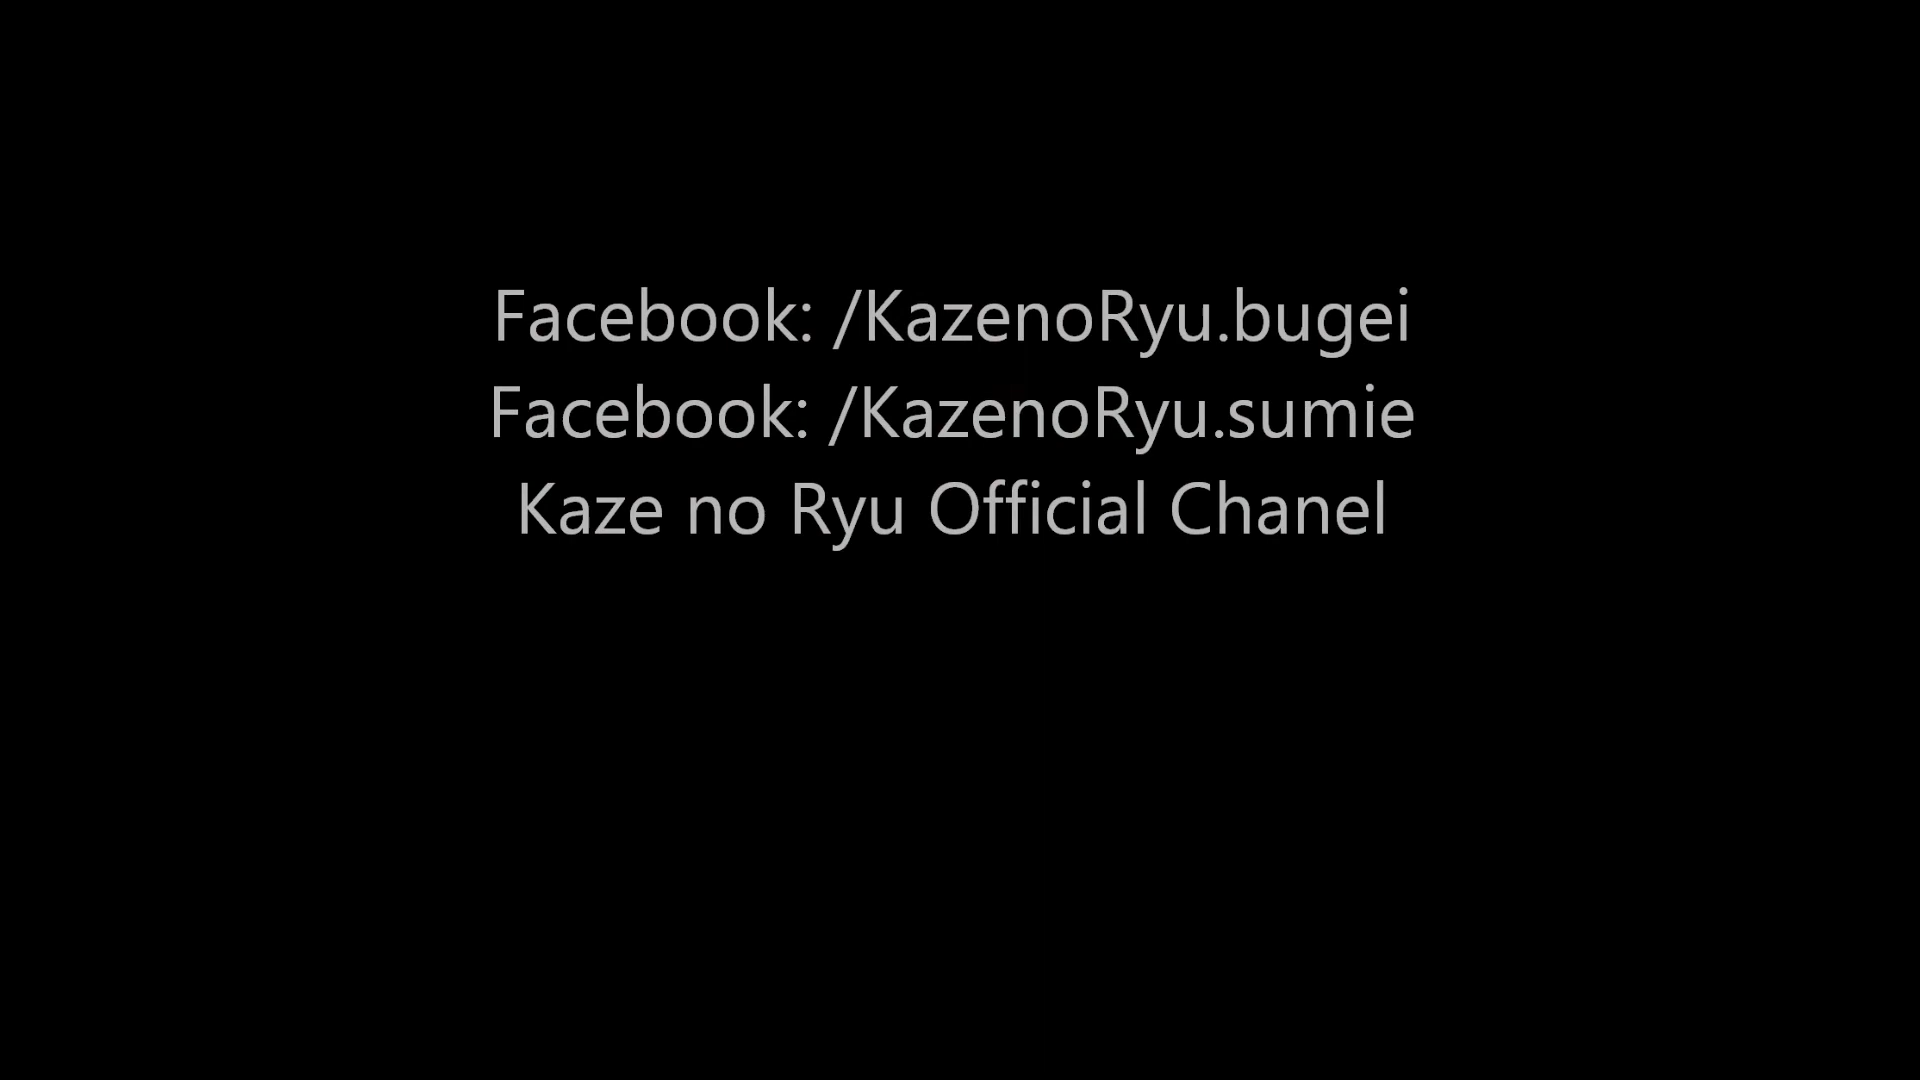 Facebook: /KazenoRyu.bugei
Facebook: /KazenoRyu.sumie
Kaze no Ryu Official Chanel